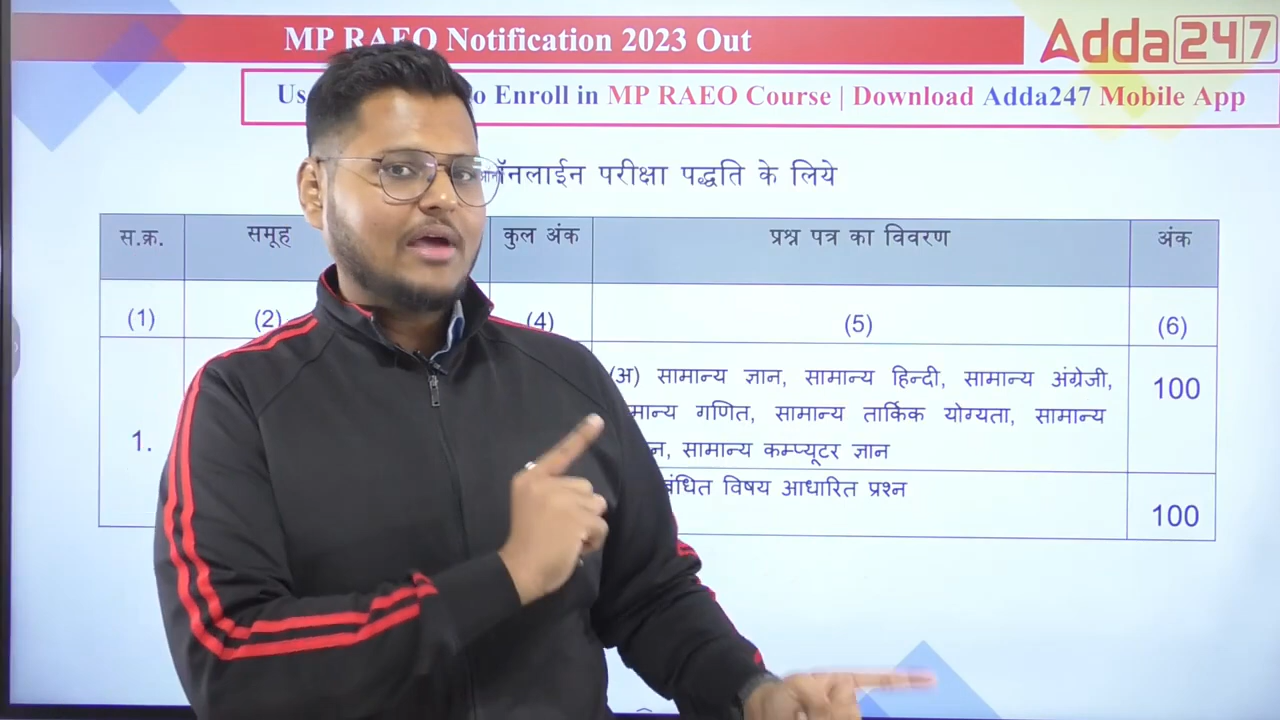 MP RAEO Notification 2023 Out
Adda247
Us o Enroll in MP RAEO Course | Download Adda247 Mobile App
ऑनलाईन परीक्षा पद्धति के लिये
स.क्र. समूह कुल अंक प्रश्न पत्र का विवरण अंक
(1) (2) (4) (5) (6)
1. (अ) सामान्य ज्ञान, सामान्य हिन्दी, सामान्य अंग्रेजी, 100
मान्य गणित, सामान्य तार्किक योग्यता, सामान्य
न, सामान्य कम्प्यूटर ज्ञान
बंधित विषय आधारित प्रश्न 100